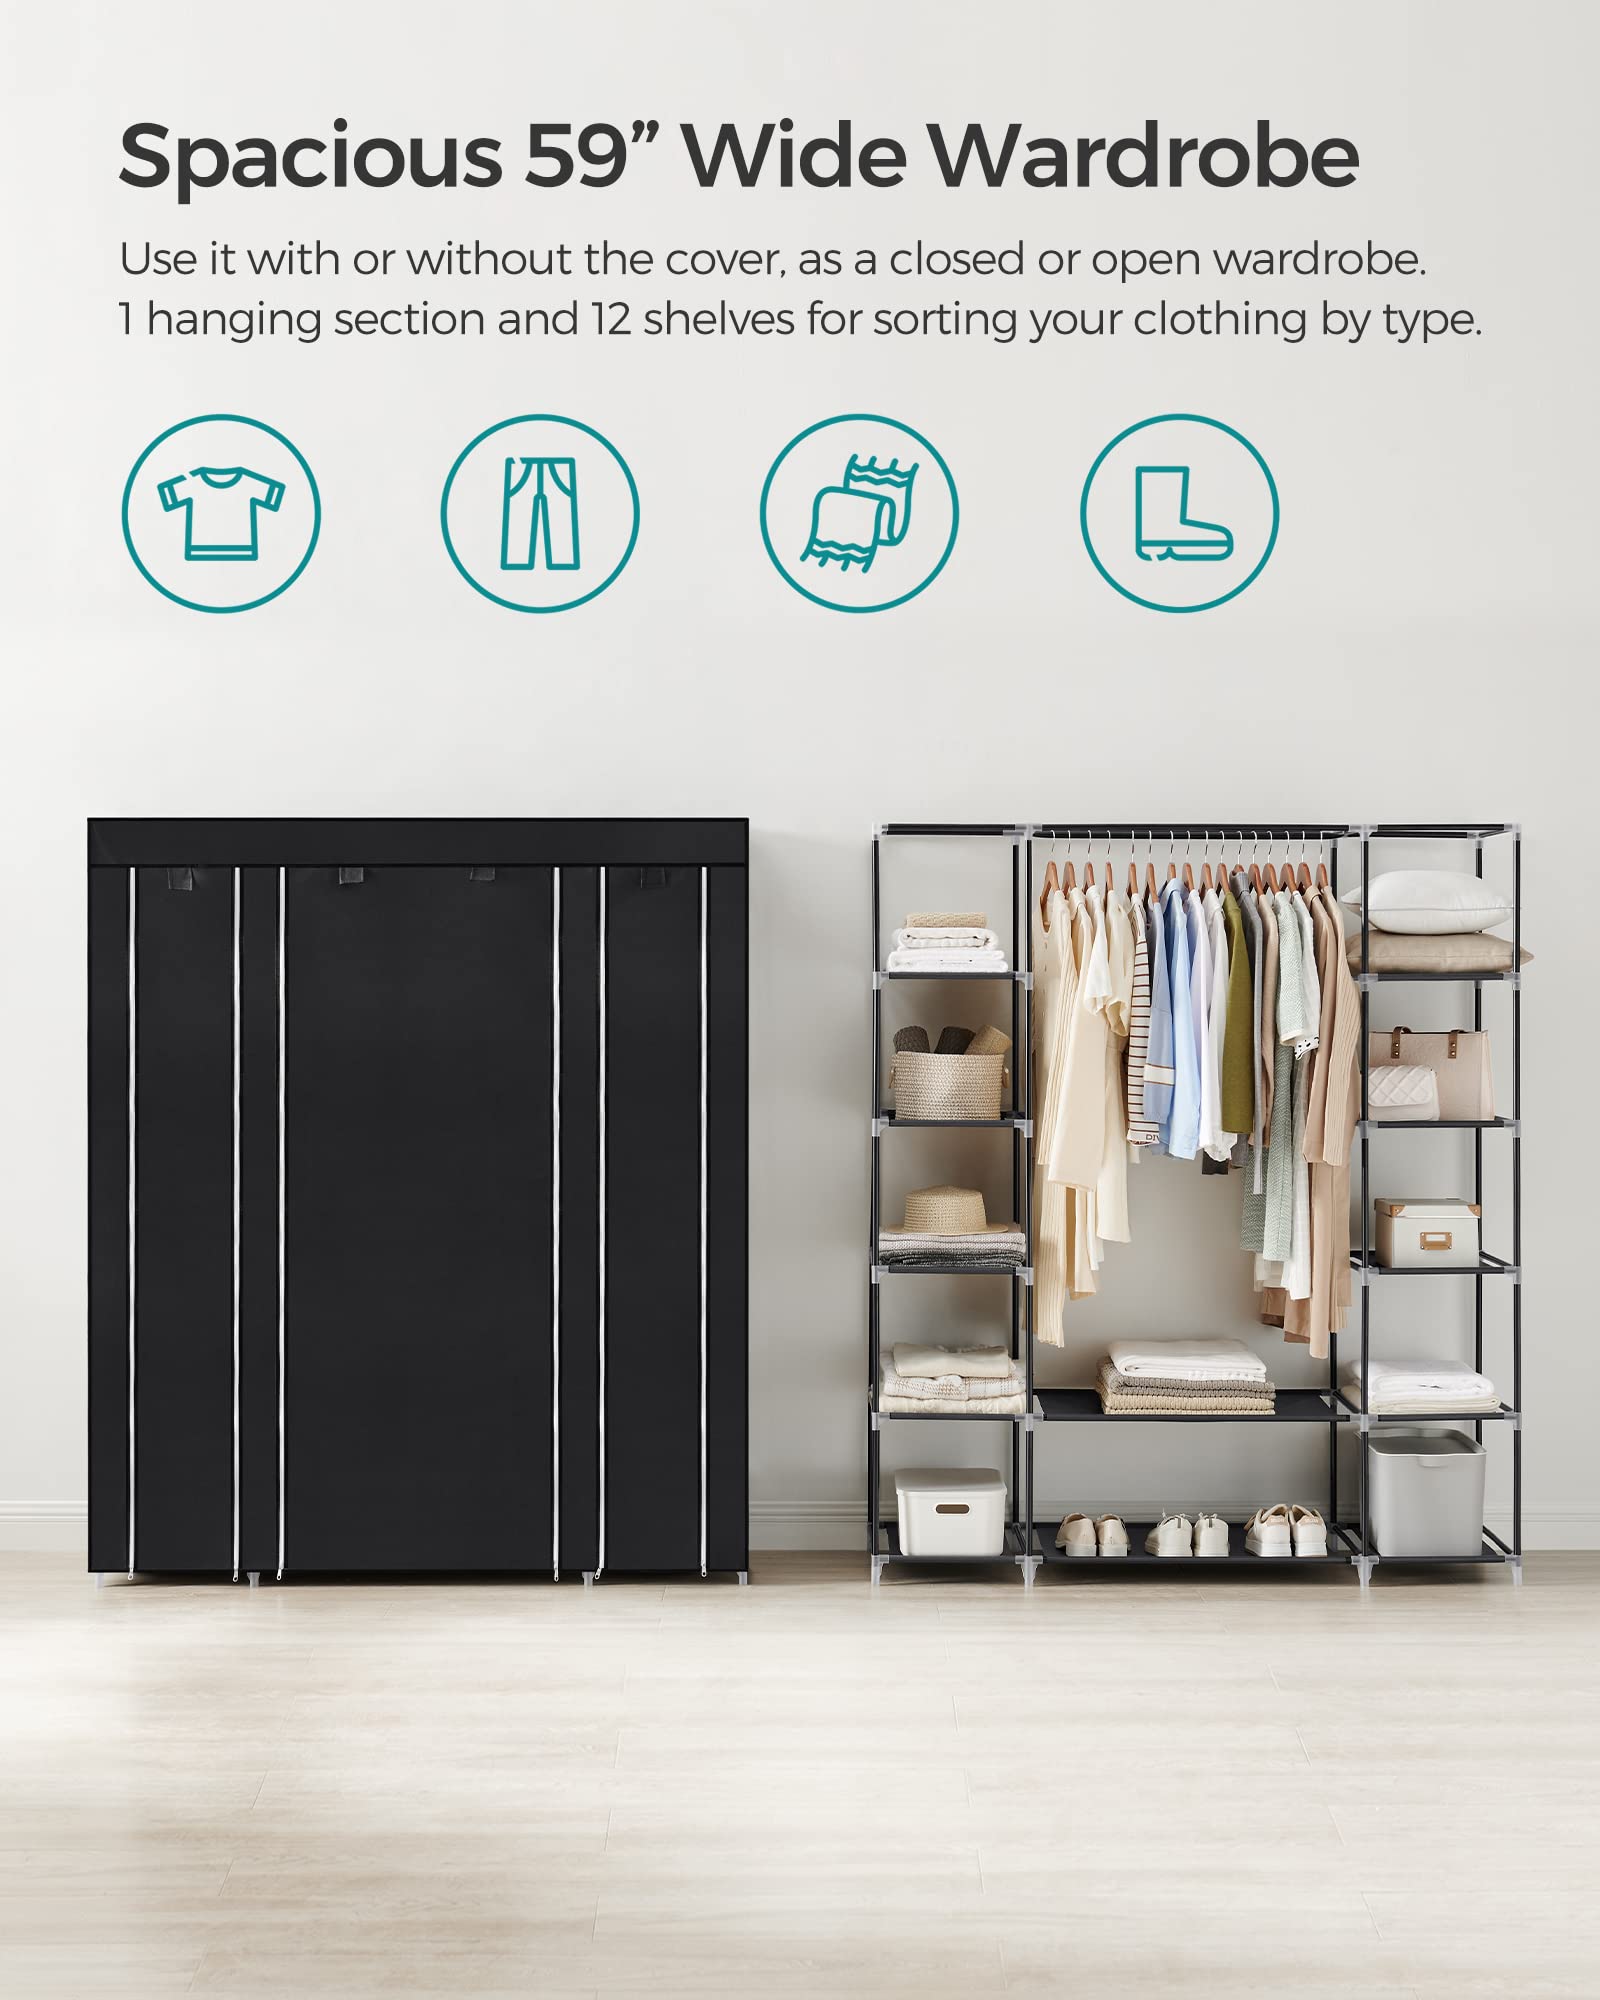 Spacious 59” Wide Wardrobe
Use it with or without the cover, as a closed or open wardrobe.
1 hanging section and 12 shelves for sorting your clothing by type.
DIV